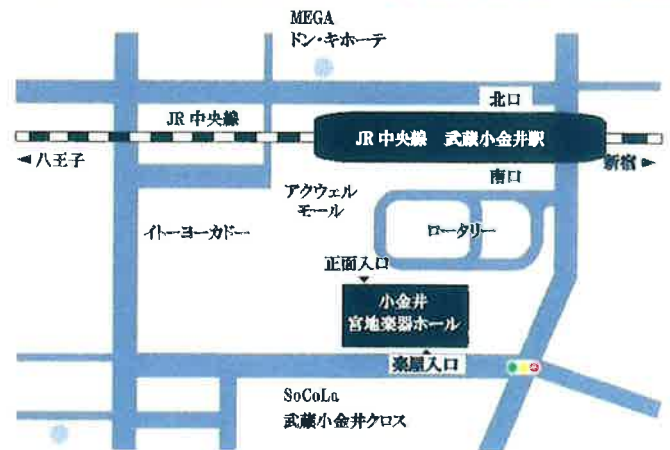 MEGA
ドン・キホーテ
北口
JR 中央線
JR 中央線 武蔵小金井駅
◄八王子
新宿►
南口
アクウェル
モール
イトーヨーカドー
ロータリー
正面入口
小金井
宮地楽器ホール
楽屋入口
SoCoLa
武蔵小金井クロス